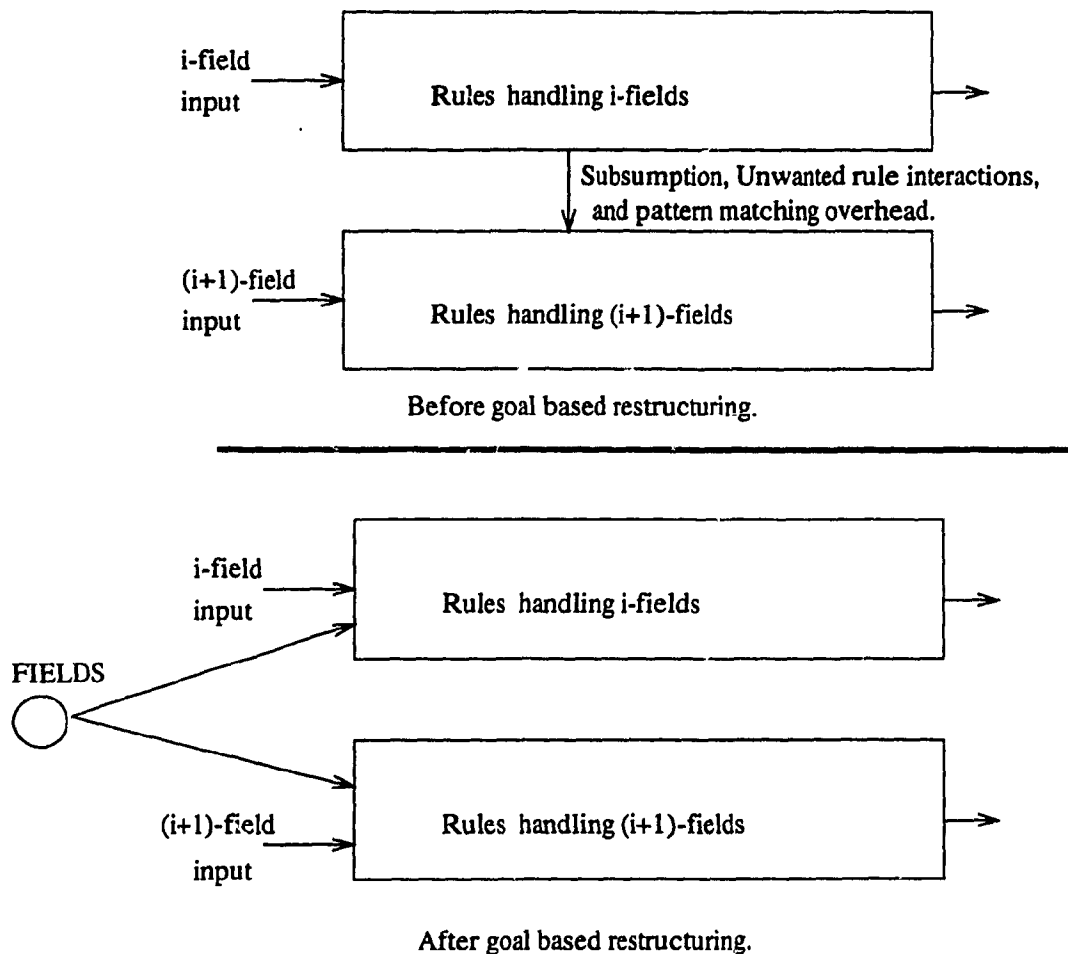 i-field
input
Rules handling i-fields
Subsumption, Unwanted rule interactions,
and pattern matching overhead.
(i+1)-field
input
Rules handling (i+1)-fields
Before goal based restructuring.
i-field
input
Rules handling i-fields
FIELDS
(i+1)-field
input
Rules handling (i+1)-fields
After goal based restructuring.